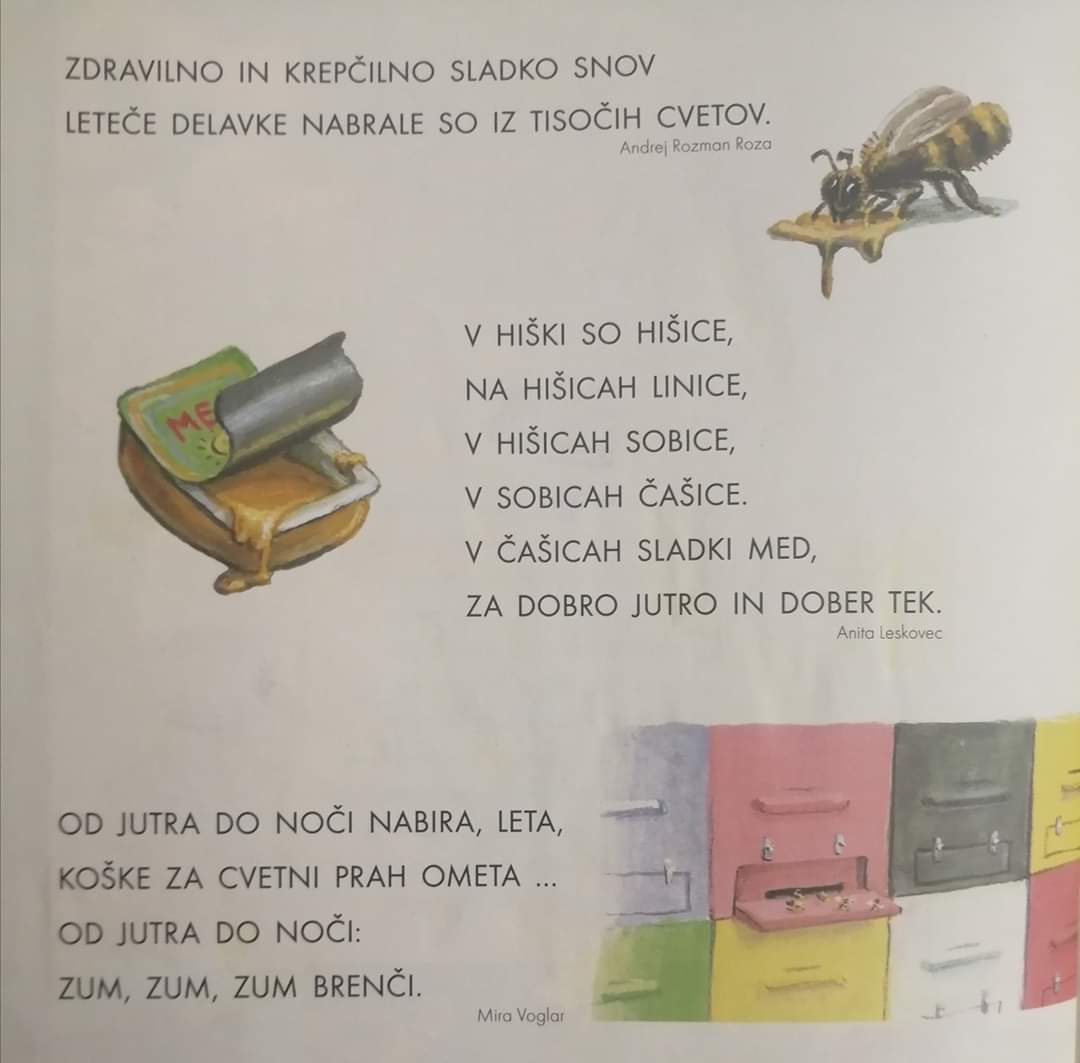 ZDRAVILNO IN KREPČILNO SLADKO SNOV
LETEČE DELAVKE NABRALE SO IZ TISOČIH CVETOV.
Andrej Rozman Roza
ME
V HIŠKI SO HIŠICE,
NA HIŠICAH LINICE,
V HIŠICAH SOBICE,
V SOBICAH ČAŠICE.
V ČAŠICAH SLADKI MED,
ZA DOBRO JUTRO IN DOBER TEK.
Anita Leskovec
OD JUTRA DO NOČI NABIRA, LETA,
KOŠKE ZA CVETNI PRAH OMETA ...
OD JUTRA DO NOČI:
ZUM, ZUM, ZUM BRENČI.
Mira Voglar